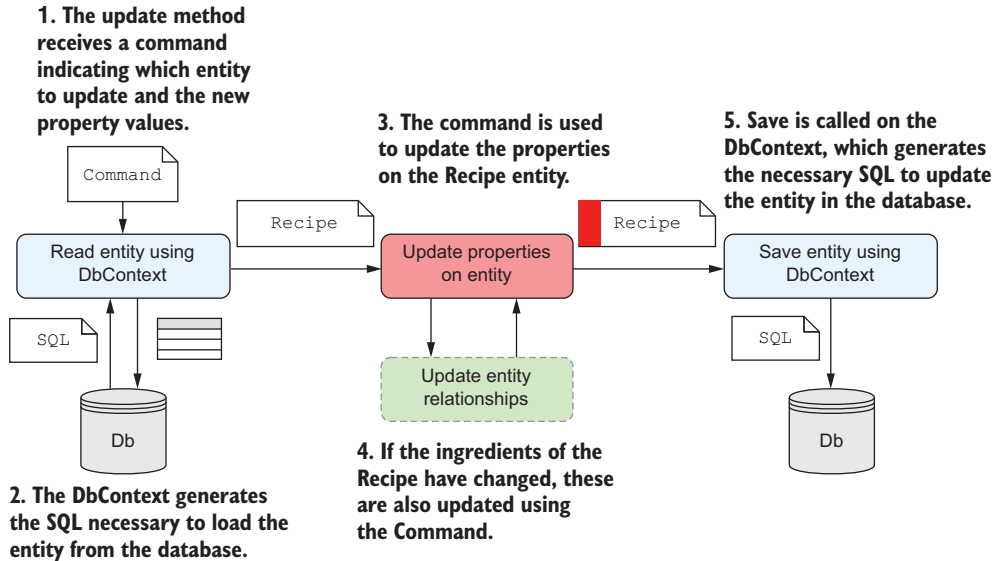 1. The update method
receives a command
indicating which entity
to update and the new
property values.
Command
Read entity using
DbContext
SQL
Db
2. The DbContext generates
the SQL necessary to load the
entity from the database.
Recipe
3. The command is used
to update the properties
on the Recipe entity.
Update properties
on entity
Update entity
relationships
4. If the ingredients of the
Recipe have changed, these
are also updated using
the Command.
Recipe
5. Save is called on the
DbContext, which generates
the necessary SQL to update
the entity in the database.
Save entity using
DbContext
SQL
Db